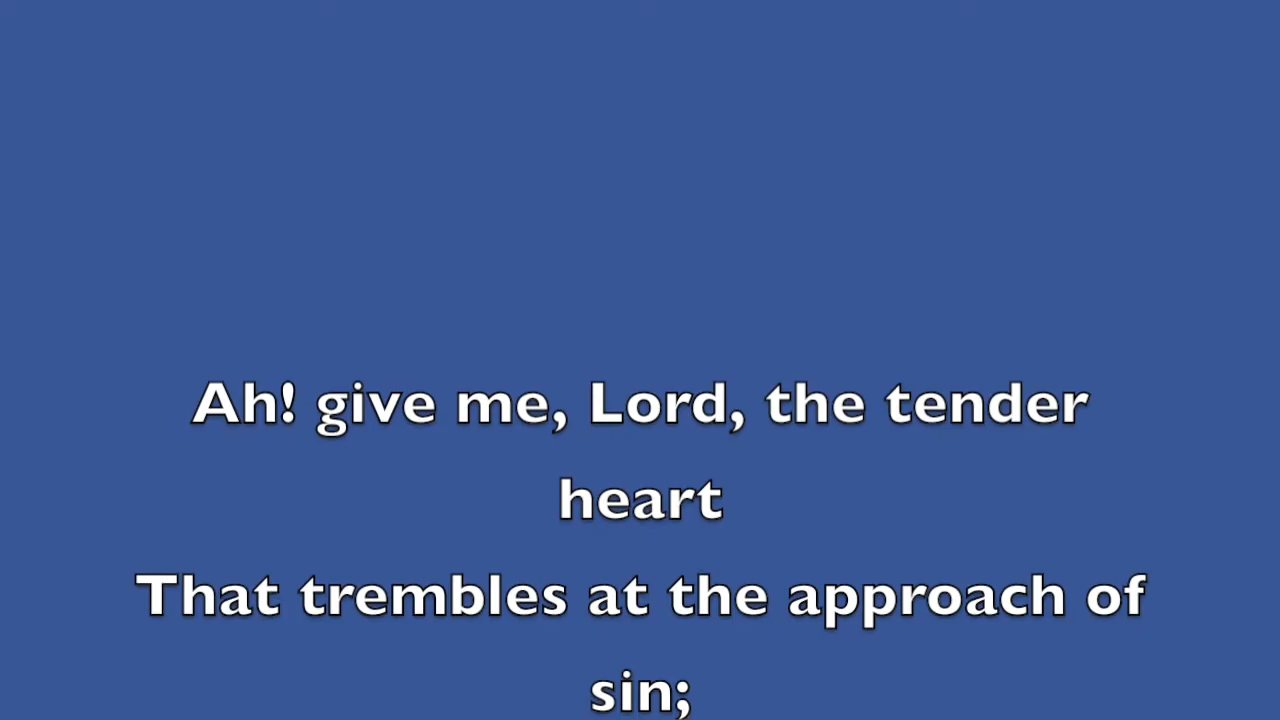 Ah! give me, Lord, the tender
heart
That trembles at the approach of
sin;